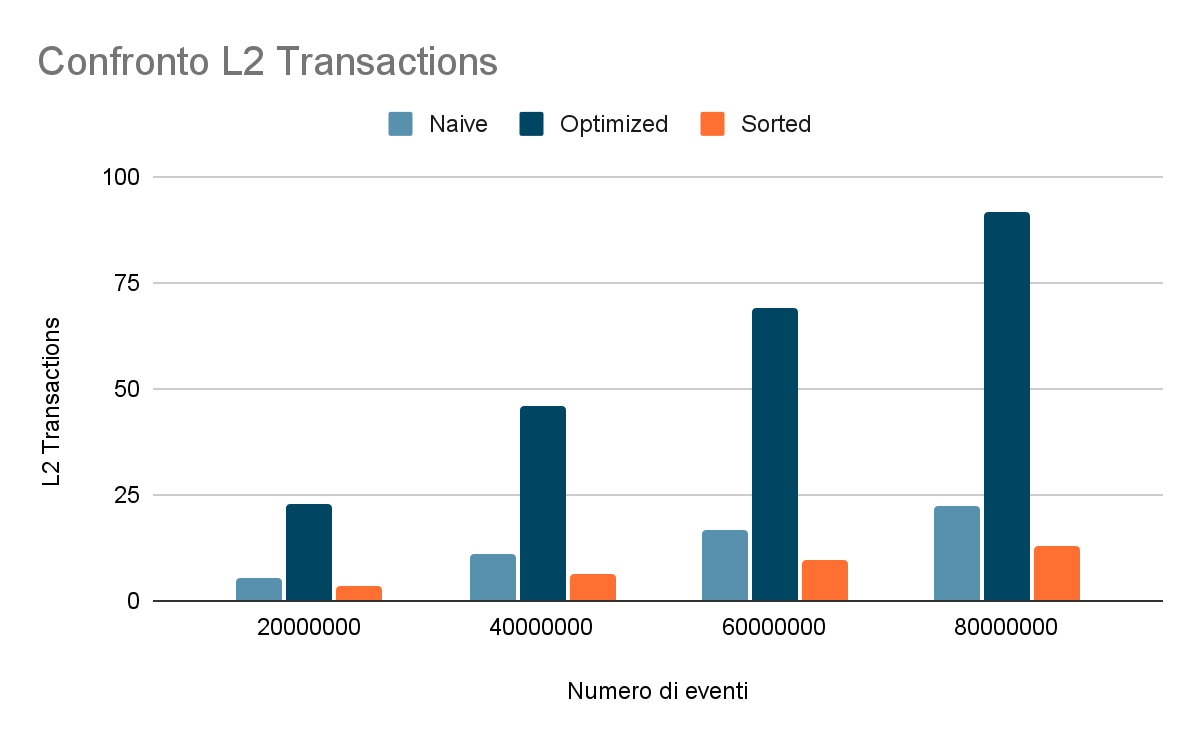 Confronto L2 Transactions
Naive Optimized Sorted
100
75
50
25
0
L2 Transactions
20000000 40000000 60000000 80000000
Numero di eventi